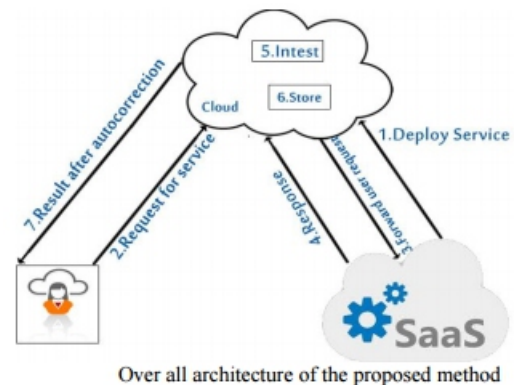 5.Intest
6.Store
Cloud
7.Result after autocorrection
2.Request for service
4.Response
3.Forward user request
1.Deploy Service
SaaS
Over all architecture of the proposed method